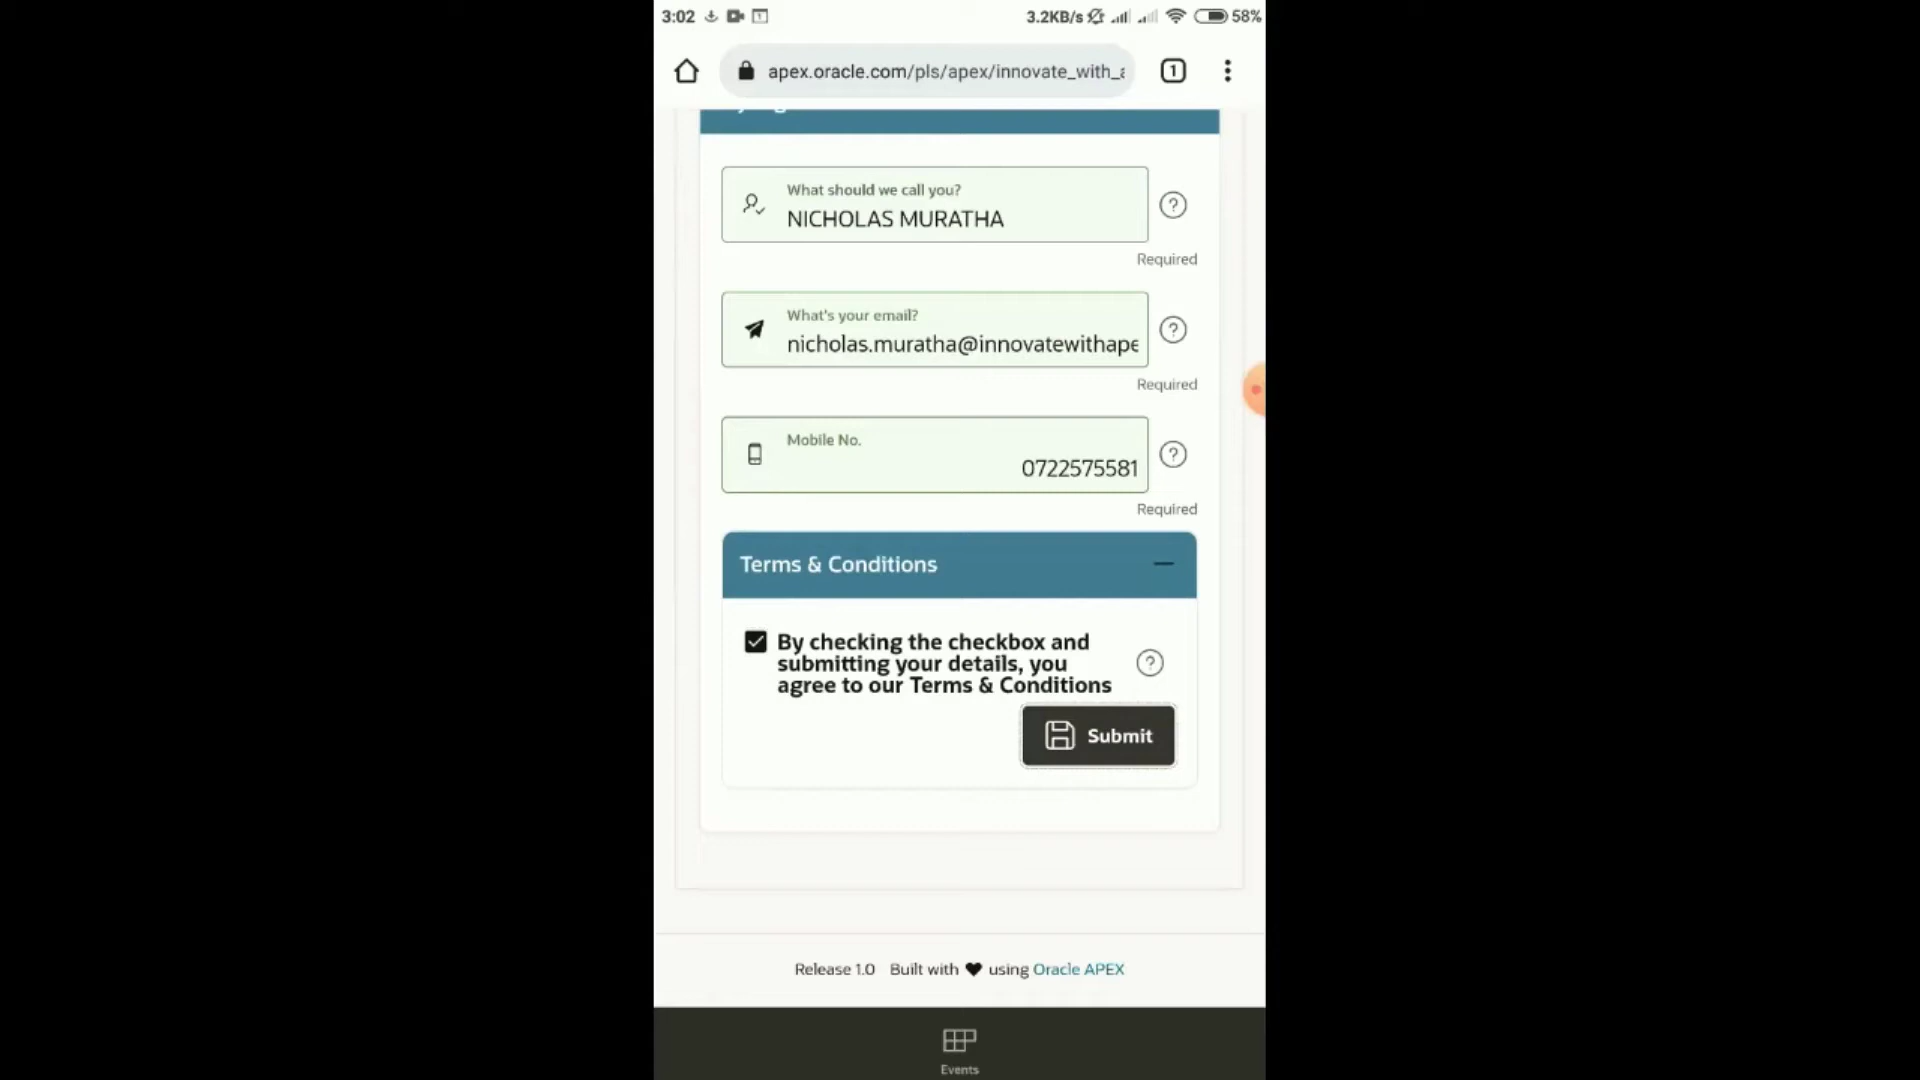 3:02 3.2KB/s 58%
apex.oracle.com/pls/apex/innovate_with_a 1
What should we call you?
NICHOLAS MURATHA
Required
What's your email?
nicholas.muratha@innovatewithape
Required
Mobile No.
0722575581
Required
Terms & Conditions
By checking the checkbox and
submitting your details, you
agree to our Terms & Conditions
Submit
Release 1.0 Built with ♥ using Oracle APEX
Events